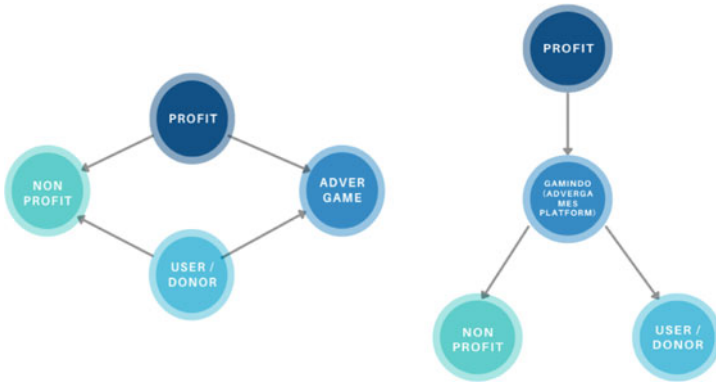 PROFIT
NON
PROFIT
ADVER
GAME
USER /
DONOR
PROFIT
GAMINDO
(ADVERGA
MES
PLATFORM)
NON
PROFIT
USER /
DONOR